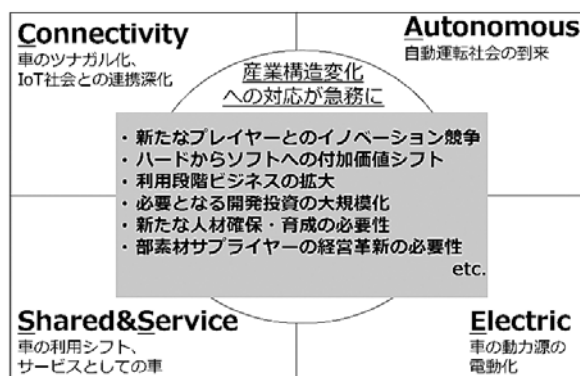 Connectivity
車のツナガル化、
IoT社会との連携深化
Autonomous
自動運転社会の到来
産業構造変化
への対応が急務に
・ 新たなプレイヤーとのイノベーション競争
・ ハードからソフトへの付加価値シフト
・ 利用段階ビジネスの拡大
・ 必要となる開発投資の大規模化
・ 新たな人材確保・育成の必要性
・ 部素材サプライヤーの経営革新の必要性
etc.
Shared&Service
車の利用シフト、
サービスとしての車
Electric
車の動力源の
電動化